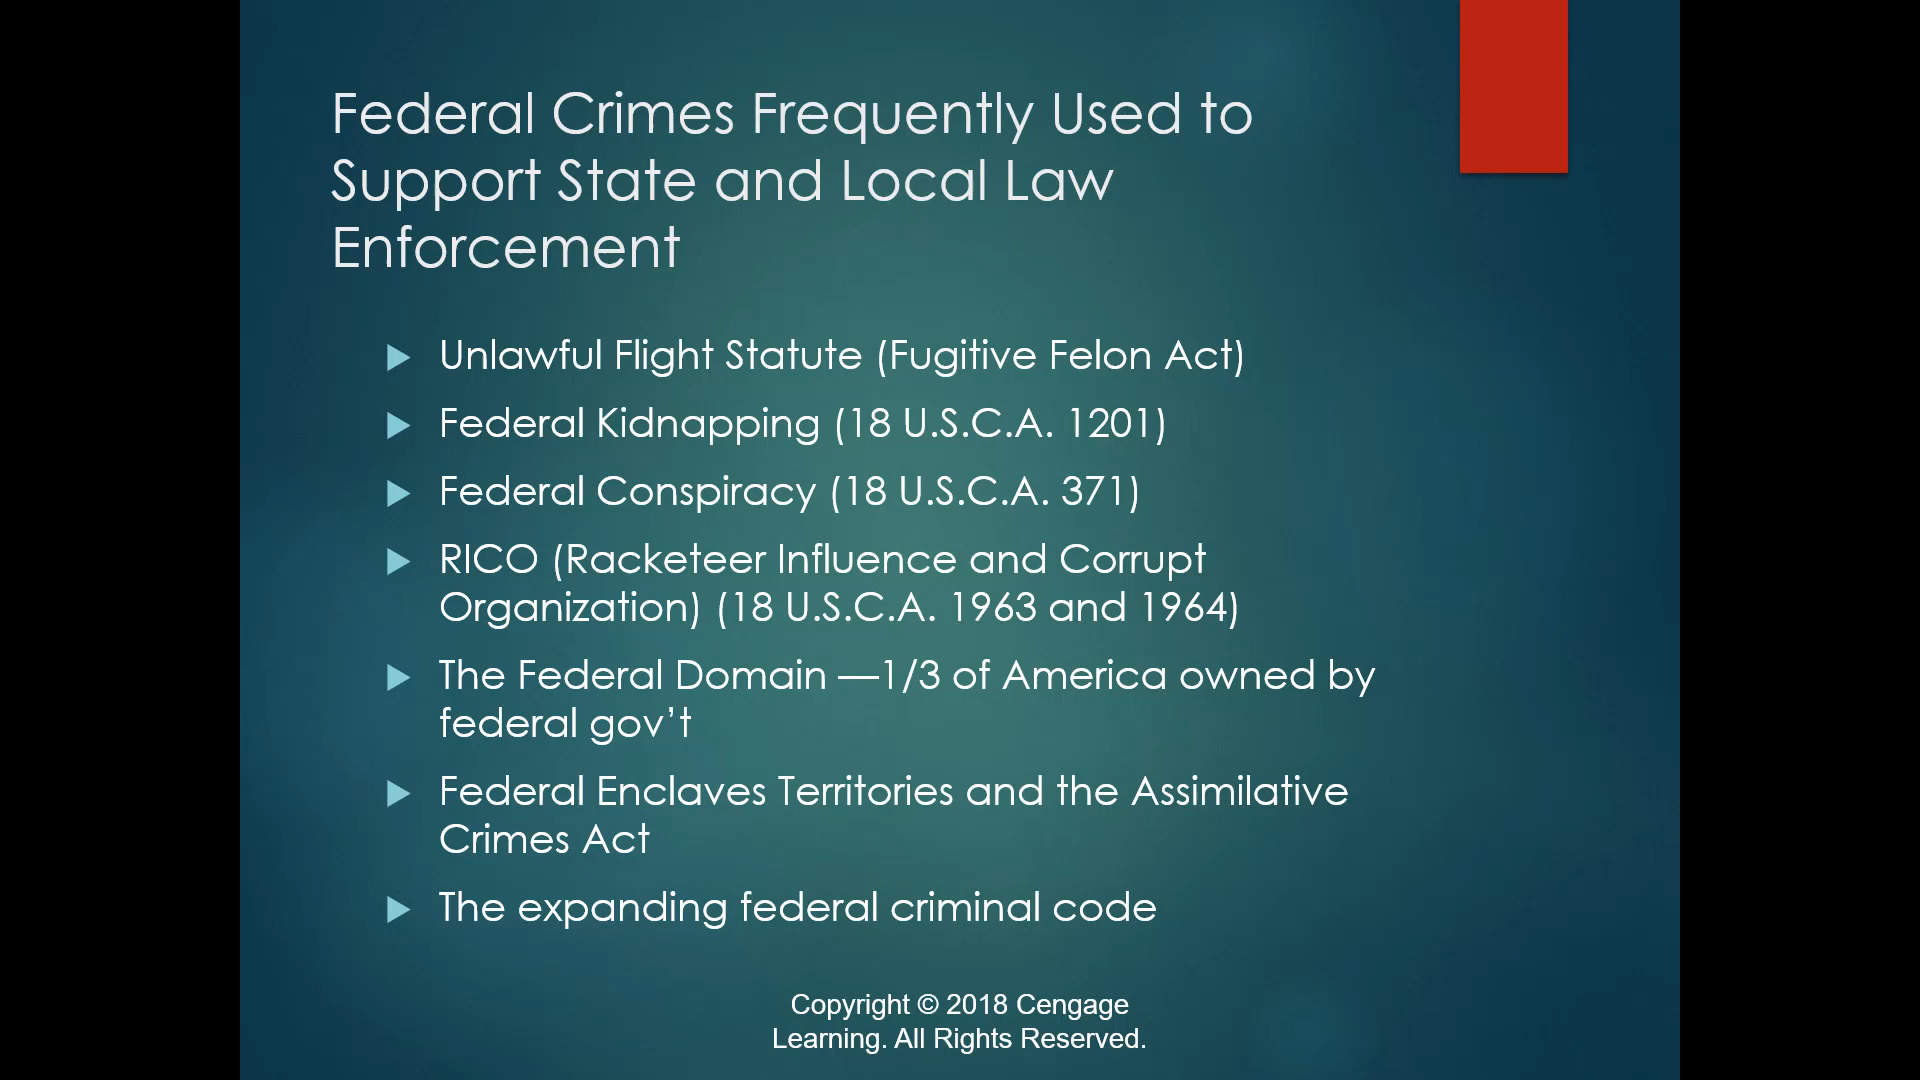 Federal Crimes Frequently Used to
Support State and Local Law
Enforcement
Unlawful Flight Statute (Fugitive Felon Act)
Federal Kidnapping (18 U.S.C.A. 1201)
Federal Conspiracy (18 U.S.C.A. 371)
RICO (Racketeer Influence and Corrupt
Organization) (18 U.S.C.A. 1963 and 1964)
The Federal Domain —1/3 of America owned by
federal gov’t
Federal Enclaves Territories and the Assimilative
Crimes Act
The expanding federal criminal code
Copyright © 2018 Cengage
Learning. All Rights Reserved.